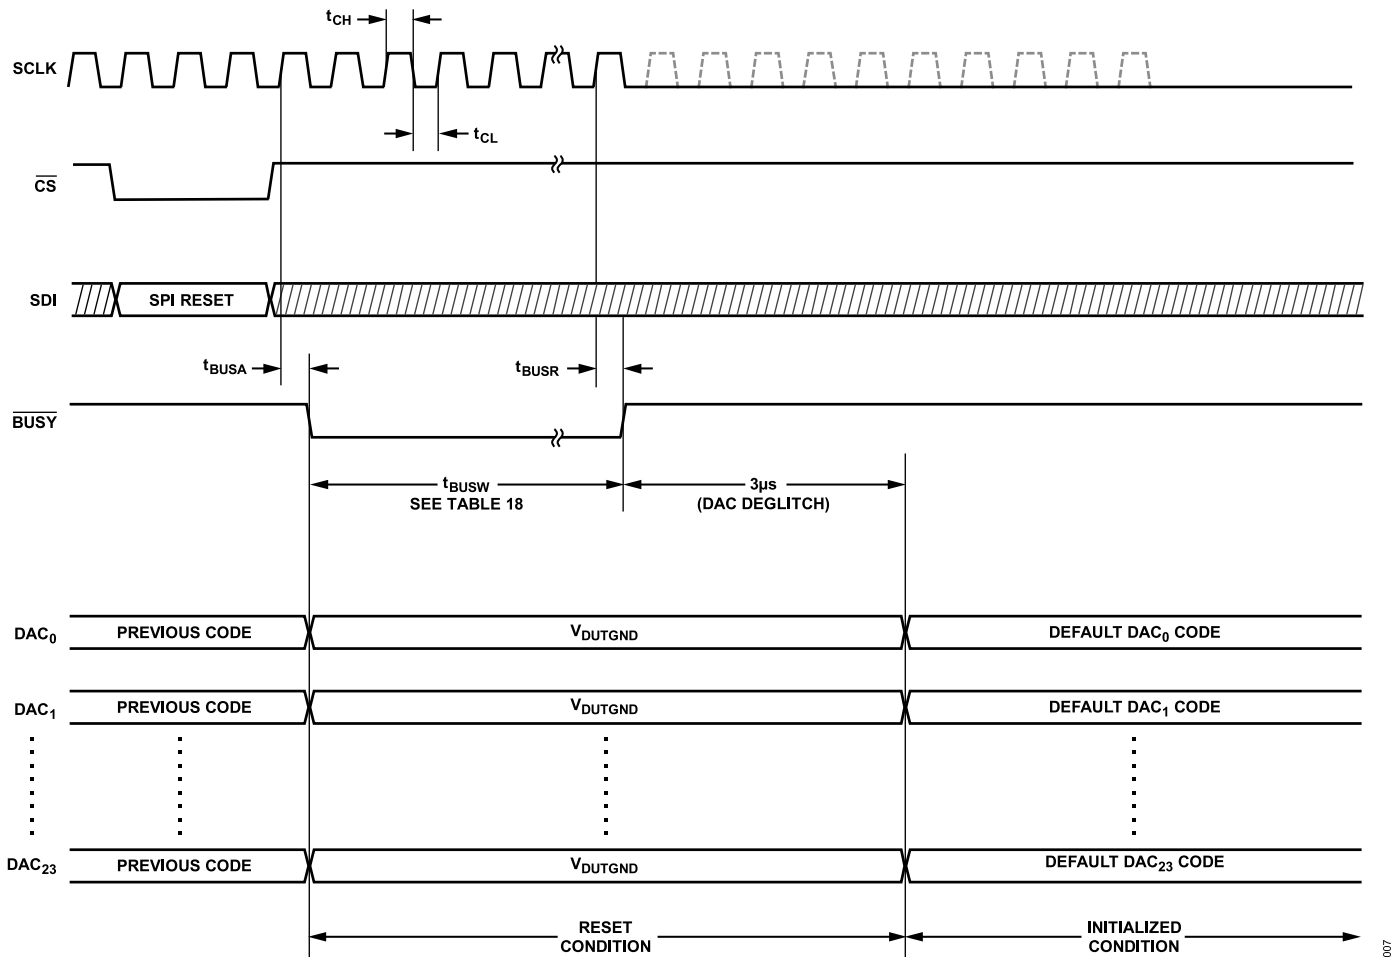 tCH
SCLK
tCL
CS
SDI
SPI RESET
tBUSA
tBUSR
BUSY
tBUSW
SEE TABLE 18
3µs
(DAC DEGLITCH)
DAC0
PREVIOUS CODE
VDUTGND
DEFAULT DAC0 CODE
DAC1
PREVIOUS CODE
VDUTGND
DEFAULT DAC1 CODE
DAC23
PREVIOUS CODE
VDUTGND
DEFAULT DAC23 CODE
RESET
CONDITION
INITIALIZED
CONDITION
007